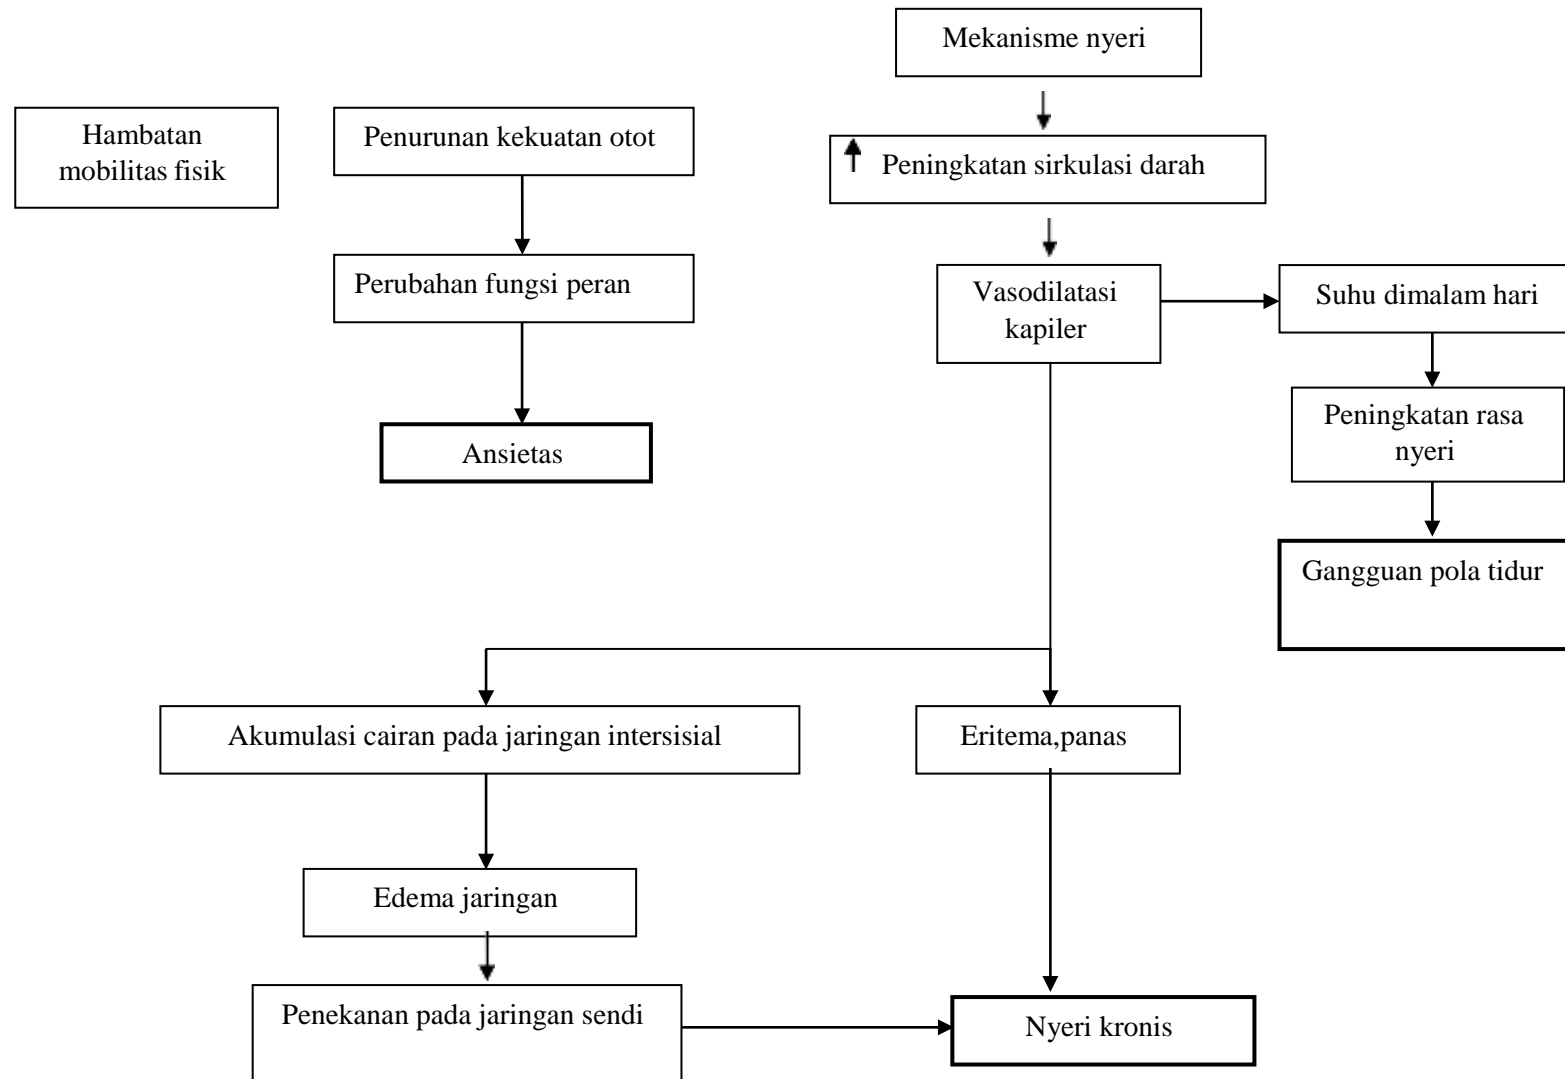 Mekanisme nyeri
Hambatan
mobilitas fisik
Penurunan kekuatan otot
Peningkatan sirkulasi darah
Perubahan fungsi peran
Vasodilatasi
kapiler
Suhu dimalam hari
Peningkatan rasa
nyeri
Ansietas
Gangguan pola tidur
Akumulasi cairan pada jaringan intersisial
Eritema,panas
Edema jaringan
Penekanan pada jaringan sendi
Nyeri kronis